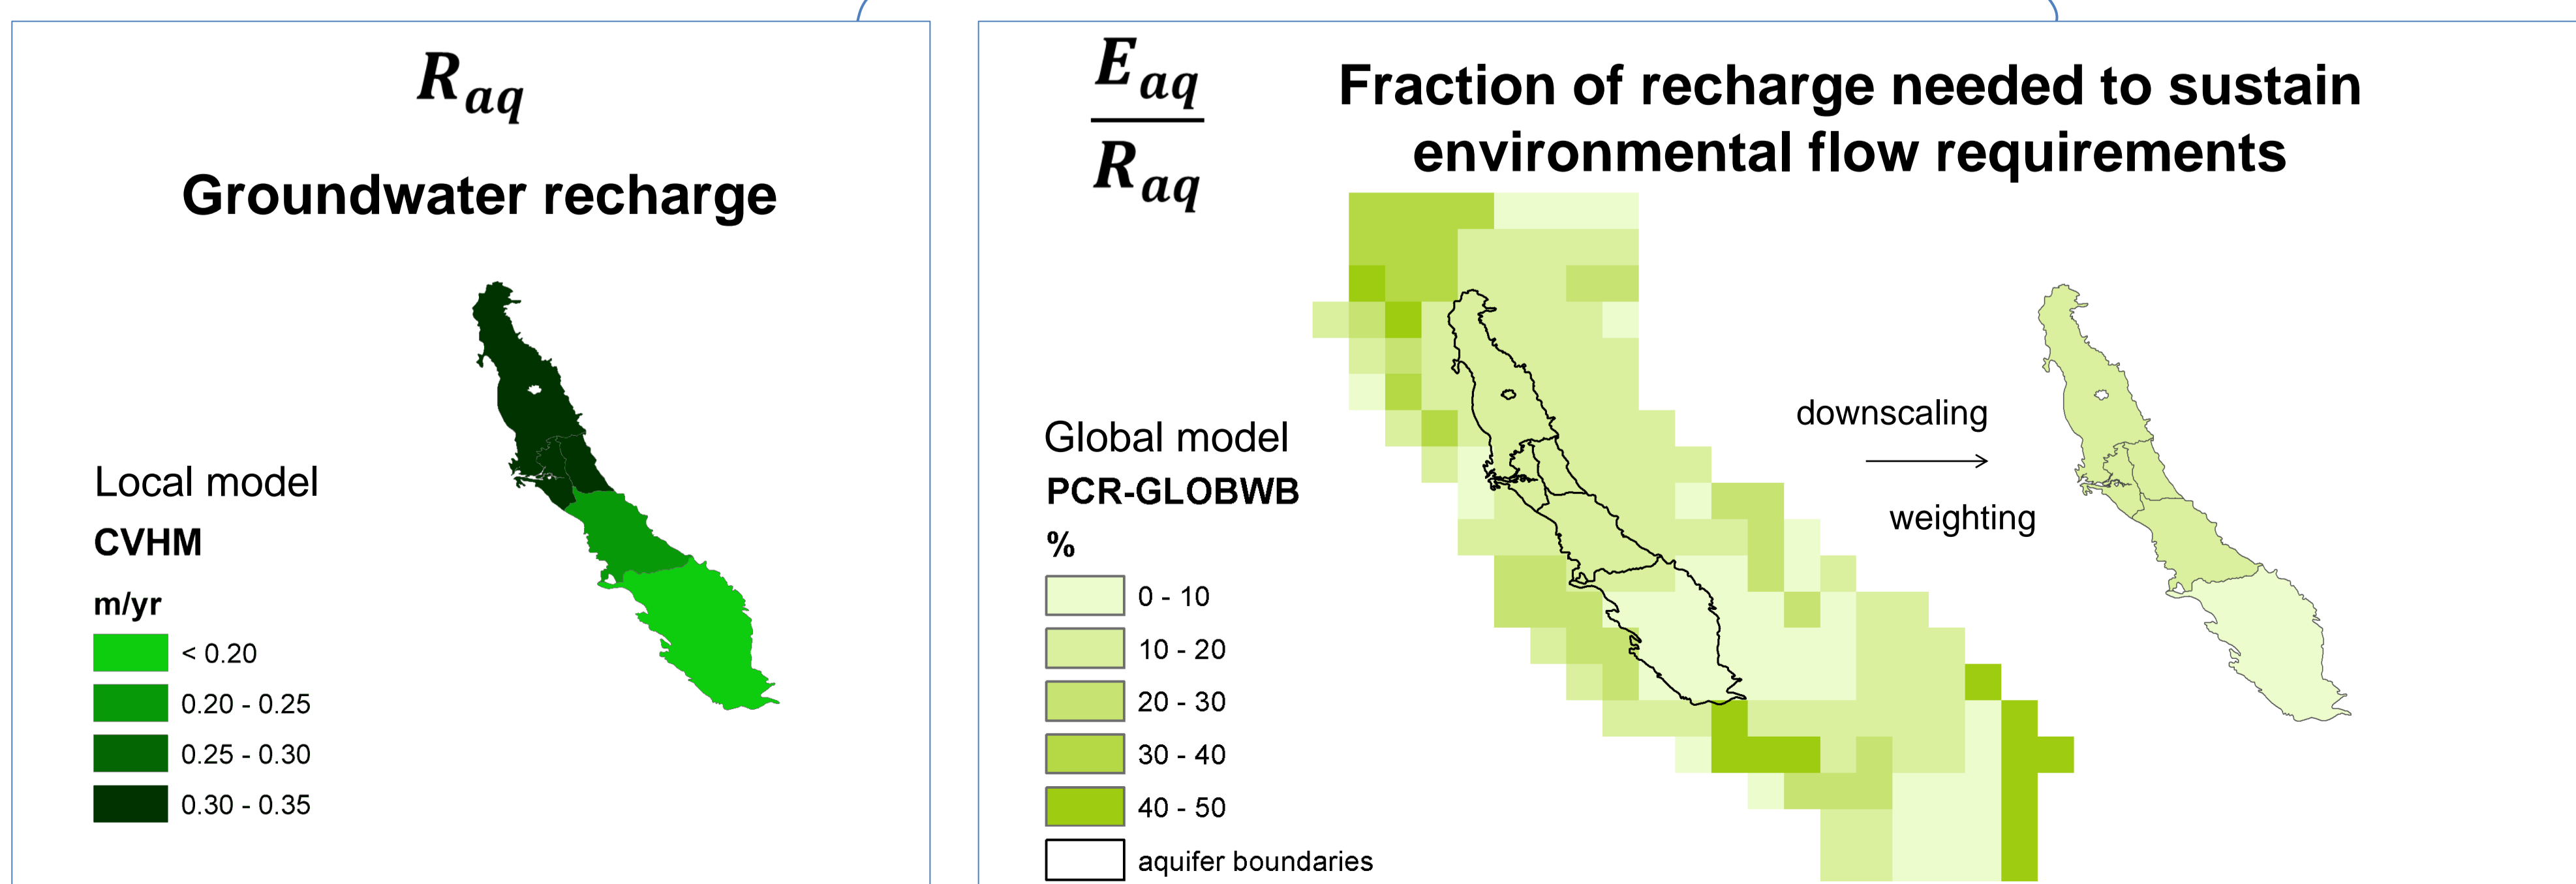 R_aq
Groundwater recharge
Local model
CVHM
m/yr
< 0.20
0.20 - 0.25
0.25 - 0.30
0.30 - 0.35
E_aq
R_aq
Fraction of recharge needed to sustain
environmental flow requirements
Global model
PCR-GLOBWB
%
0 - 10
10 - 20
20 - 30
30 - 40
40 - 50
aquifer boundaries
downscaling
weighting